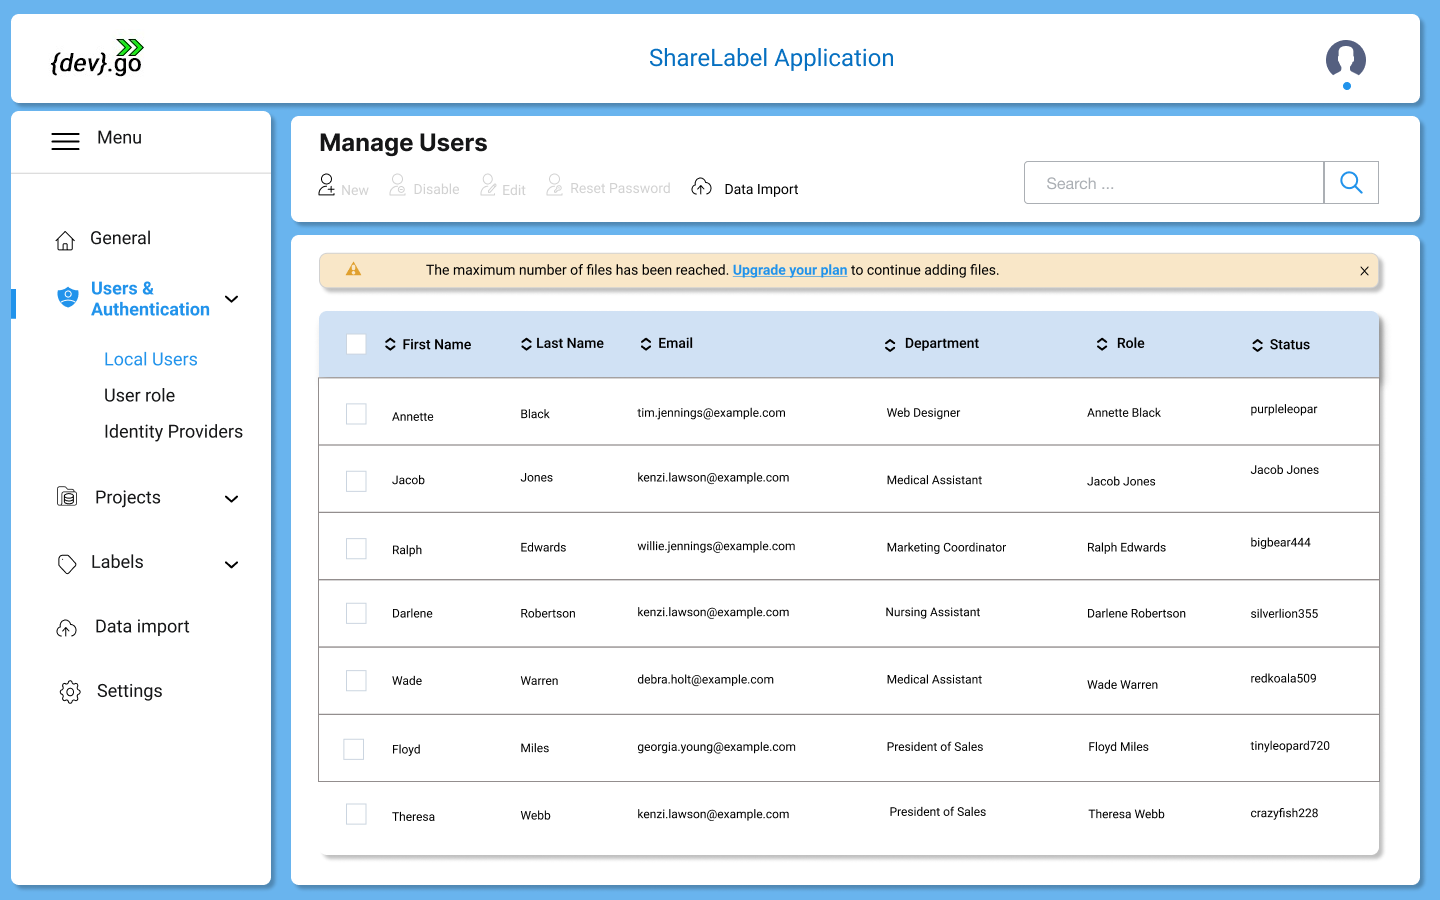 {dev}.go
ShareLabel Application
Menu
General
Users &
Authentication
Local Users
User role
Identity Providers
Projects
Labels
Data import
Settings
Manage Users
New Disable Edit Reset Password Data Import
Search ...
The maximum number of files has been reached. Upgrade your plan to continue adding files.
First Name Last Name Email Department Role Status
Annette Black tim.jennings@example.com Web Designer Annette Black purpleleopar
Jacob Jones kenzi.lawson@example.com Medical Assistant Jacob Jones Jacob Jones
Ralph Edwards willie.jennings@example.com Marketing Coordinator Ralph Edwards bigbear444
Darlene Robertson kenzi.lawson@example.com Nursing Assistant Darlene Robertson silverlion355
Wade Warren debra.holt@example.com Medical Assistant Wade Warren redkoala509
Floyd Miles georgia.young@example.com President of Sales Floyd Miles tinyleopard720
Theresa Webb kenzi.lawson@example.com President of Sales Theresa Webb crazyfish228